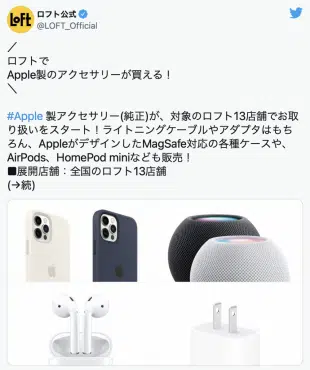 LOFT
ロフト公式
@LOFT_Official
／
ロフトで
Apple製のアクセサリーが買える！
＼
#Apple 製アクセサリー(純正)が、対象のロフト13店舗でお取
り扱いをスタート！ライトニングケーブルやアダプタはもち
ろん、AppleがデザインしたMagSafe対応の各種ケースや、
AirPods、HomePod miniなども販売！
■展開店舗：全国のロフト13店舗
(→続)